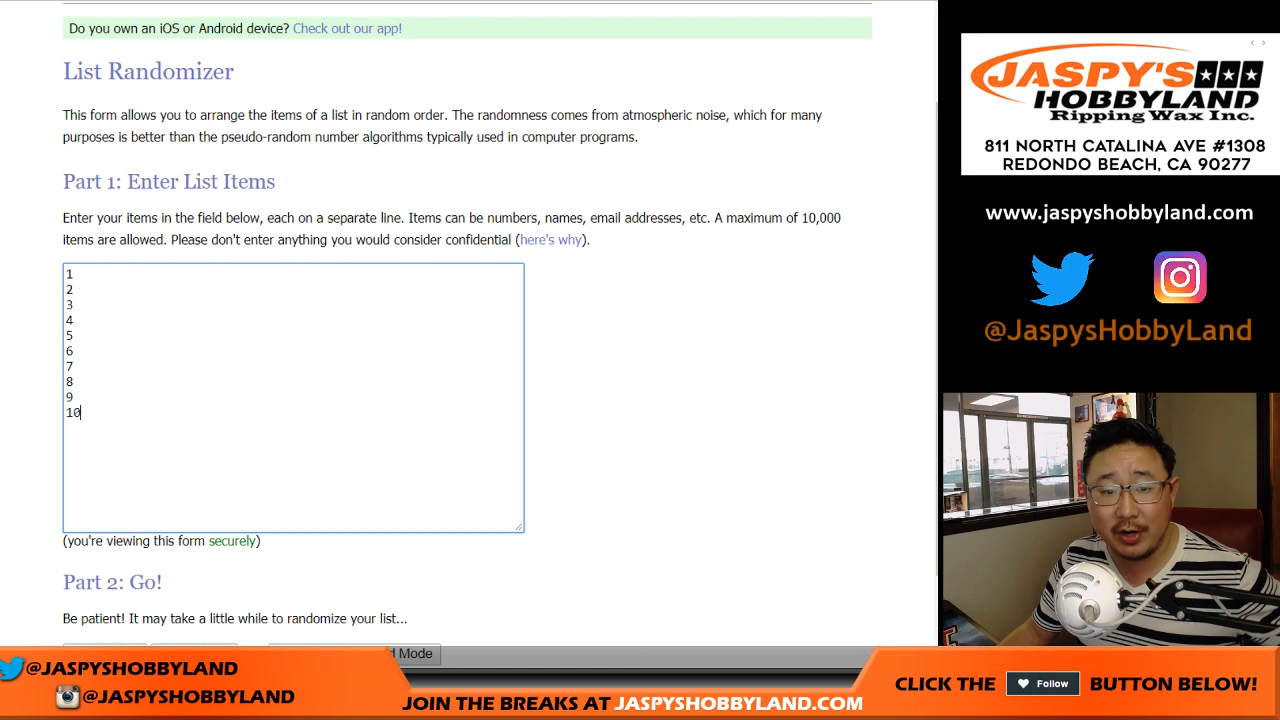 Do you own an iOS or Android device? Check out our app!
List Randomizer
This form allows you to arrange the items of a list in random order. The randomness comes from atmospheric noise, which for many
purposes is better than the pseudo-random number algorithms typically used in computer programs.
Part 1: Enter List Items
Enter your items in the field below, each on a separate line. Items can be numbers, names, email addresses, etc. A maximum of 10,000
items are allowed. Please don't enter anything you would consider confidential (here's why).
1
2
3
4
5
6
7
8
9
10
(you're viewing this form securely)
Part 2: Go!
Be patient! It may take a little while to randomize your list...
d Mode
JASPY'S
HOBBYLAND
Ripping Wax Inc.
811 NORTH CATALINA AVE #1308
REDONDO BEACH, CA 90277
www.jaspyshobbyland.com
@JaspysHobbyLand
@JASPYSHOBBYLAND
@JASPYSHOBBYLAND
JOIN THE BREAKS AT JASPYSHOBBYLAND.COM
CLICK THE Follow BUTTON BELOW!